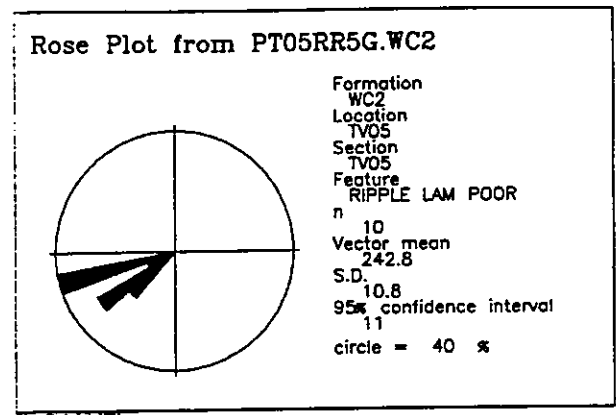 Rose Plot from PT05RR5G.WC2
Formation
WC2
Location
TV05
Section
TV05
Feature
RIPPLE LAM POOR
n
10
Vector mean
242.8
S.D.
10.8
95% confidence interval
11
circle = 40 %